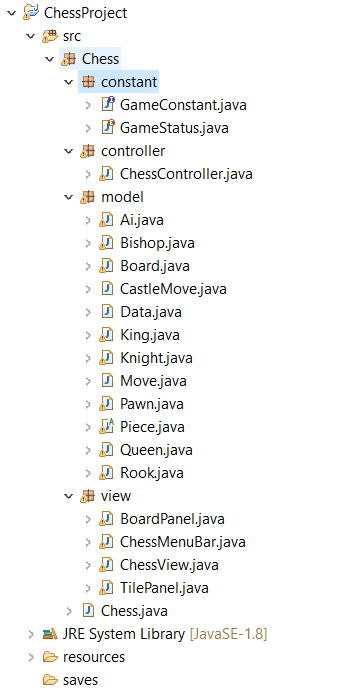 ChessProject
src
Chess
constant
GameConstant.java
GameStatus.java
controller
ChessController.java
model
Ai.java
Bishop.java
Board.java
CastleMove.java
Data.java
King.java
Knight.java
Move.java
Pawn.java
Piece.java
Queen.java
Rook.java
view
BoardPanel.java
ChessMenuBar.java
ChessView.java
TilePanel.java
Chess.java
JRE System Library [JavaSE-1.8]
resources
saves